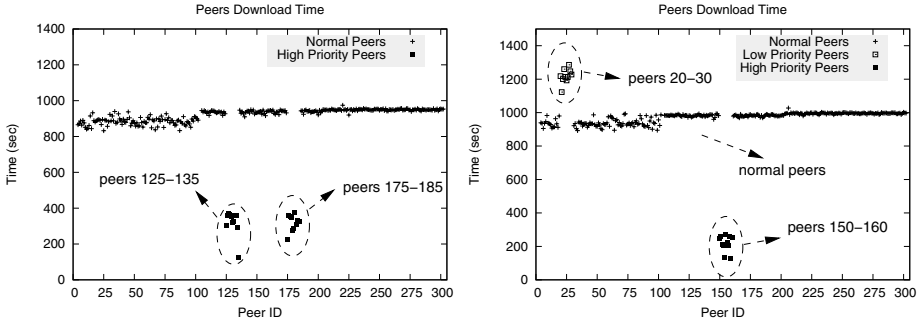 Peers Download Time
1400
1200
1000
800
600
400
200
0
Time (sec)
Normal Peers
High Priority Peers
peers 125−135
peers 175−185
0 25 50 75 100 125 150 175 200 225 250 275 300
Peer ID
Peers Download Time
1400
1200
1000
800
600
400
200
0
Time (sec)
Normal Peers
Low Priority Peers
High Priority Peers
peers 20−30
normal peers
peers 150−160
0 25 50 75 100 125 150 175 200 225 250 275 300
Peer ID